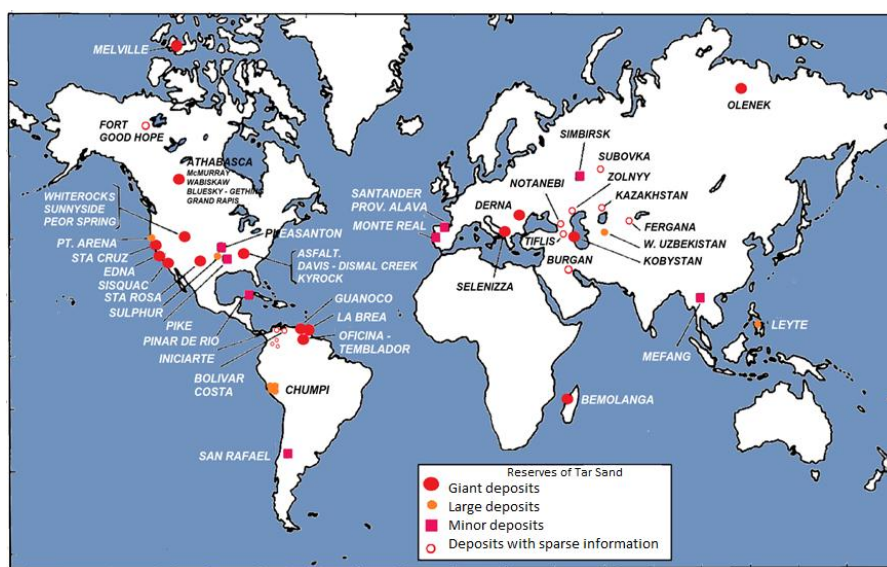 MELVILLE
OLENEK
FORT
GOOD HOPE
SIMBIRSK
SUBOVKA
ATHABASCA
McMURRAY
WABISKAW
BLUESKY - GETHING
GRAND RAPIS
ZOLNYY
NOTANEBI
KAZAKHSTAN
WHITEROCKS
SUNNYSIDE
PEOR SPRING
SANTANDER
PROV. ALAVA
DERNA
MONTE REAL
PLEASANTON
FERGANA
PT. ARENA
TIFLIS
W. UZBEKISTAN
STA CRUZ
ASFALT.
DAVIS - DISMAL CREEK
KYROCK
BURGAN
KOBYSTAN
EDNA
SISQUAC
SELENIZZA
STA ROSA
GUANOCO
SULPHUR
LA BREA
PIKE
LEYTE
PINAR DE RIO
OFICINA -
TEMBLADOR
MEFANG
INICIARTE
BOLIVAR
COSTA
CHUMPI
BEMOLANGA
SAN RAFAEL
Reserves of Tar Sand
Giant deposits
Large deposits
Minor deposits
Deposits with sparse information